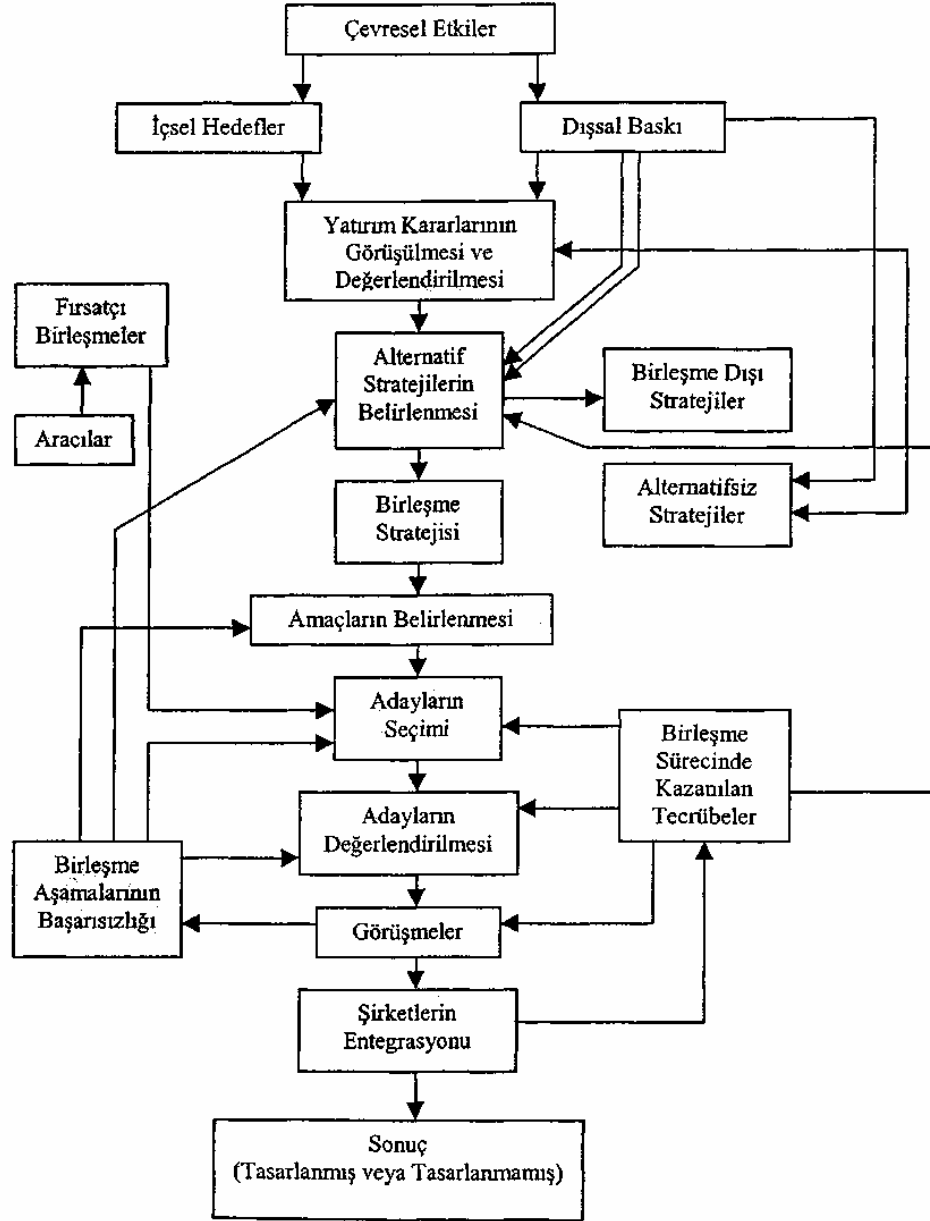 Çevresel Etkiler
İçsel Hedefler
Dışsal Baskı
Yatırım Kararlarının
Görüşülmesi ve
Değerlendirilmesi
Fırsatçı
Birleşmeler
Alternatif
Stratejilerin
Belirlenmesi
Birleşme Dışı
Stratejiler
Aracılar
Alternatifsiz
Stratejiler
Birleşme
Stratejisi
Amaçların Belirlenmesi
Adayların
Seçimi
Birleşme
Sürecinde
Kazanılan
Tecrübeler
Adayların
Değerlendirilmesi
Birleşme
Aşamalarının
Başarısızlığı
Görüşmeler
Şirketlerin
Entegrasyonu
Sonuç
(Tasarlanmış veya Tasarlanmamış)